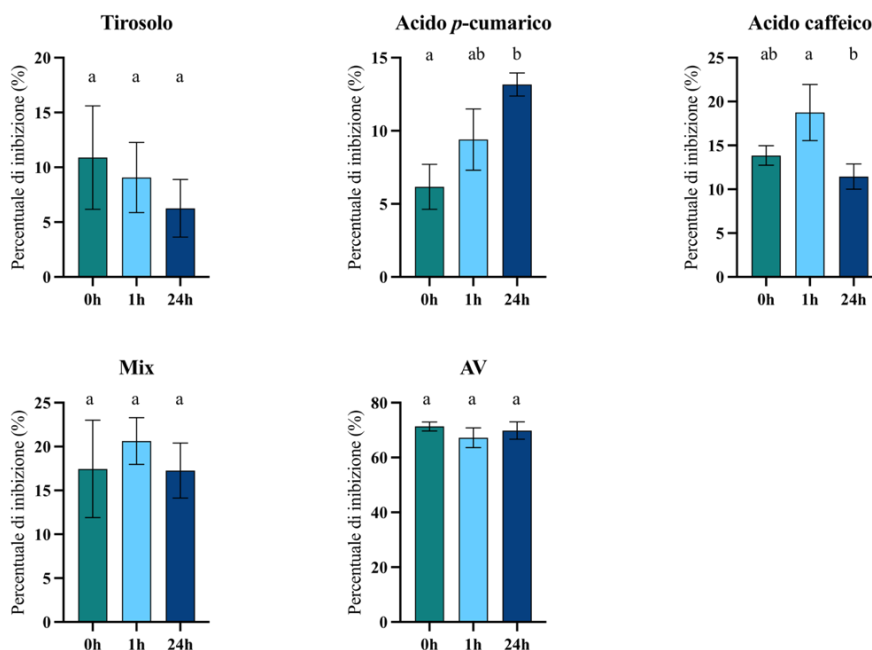 Tirosolo
Percentuale di inibizione (%)
20
15
10
5
0
a a a
0h 1h 24h
Acido p-cumarico
Percentuale di inibizione (%)
15
10
5
0
a ab b
0h 1h 24h
Acido caffeico
Percentuale di inibizione (%)
25
20
15
10
5
0
ab a b
0h 1h 24h
Mix
Percentuale di inibizione (%)
25
20
15
10
5
0
a a a
0h 1h 24h
AV
Percentuale di inibizione (%)
80
60
40
20
0
a a a
0h 1h 24h